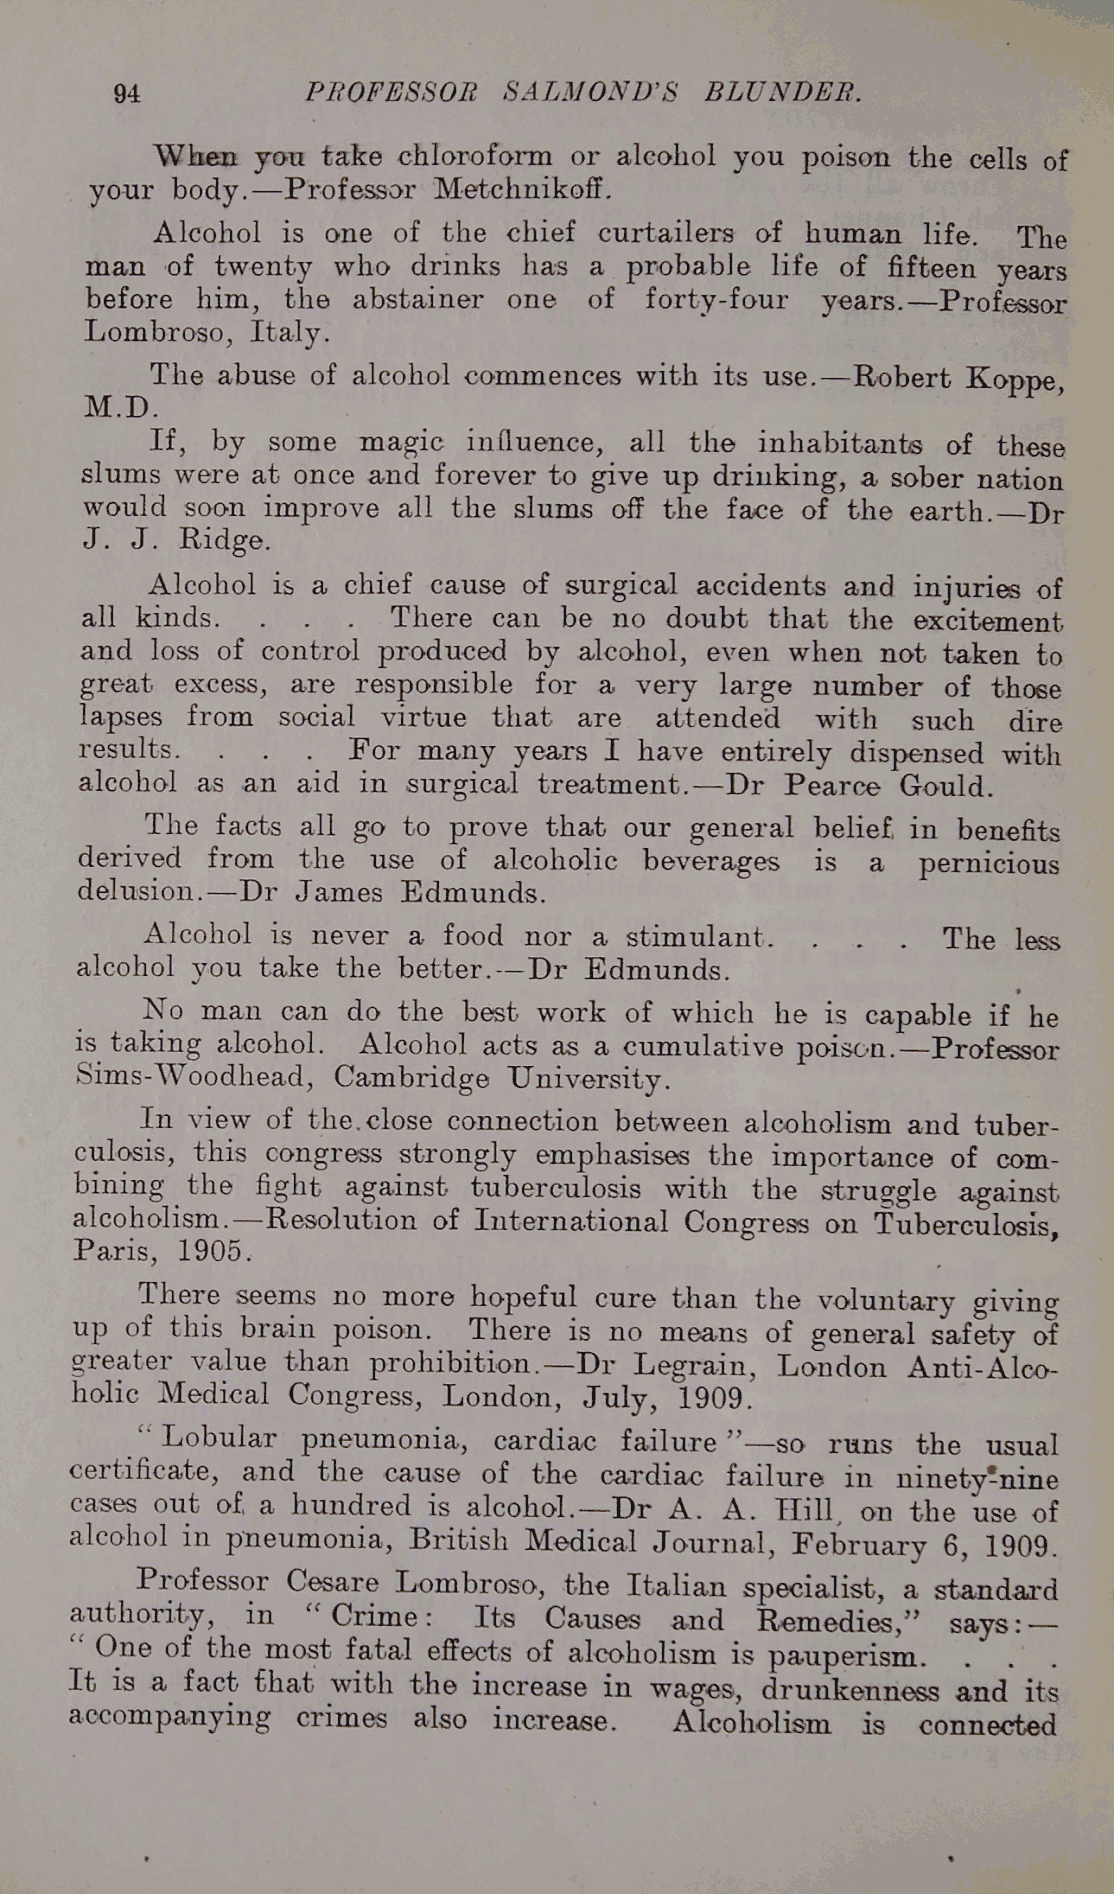 94 PROFESSOR SALMOND'S BLUNDER.
When you take chloroform or alcohol you poison the cells of
your body.—Professor Metchnikoff.
Alcohol is one of the chief curtailers of human life. The
man of twenty who drinks has a probable life of fifteen years
before him, the abstainer one of forty-four years.—Professor
Lombroso, Italy.
The abuse of alcohol commences with its use.—Robert Koppe,
M.D.
If, by some magic influence, all the inhabitants of these
slums were at once and forever to give up drinking, a sober nation
would soon improve all the slums off the face of the earth.—Dr
J. J. Ridge.
Alcohol is a chief cause of surgical accidents and injuries of
all kinds. . . . There can be no doubt that the excitement
and loss of control produced by alcohol, even when not taken to
great excess, are responsible for a very large number of those
lapses from social virtue that are attended with such dire
results. . . . For many years I have entirely dispensed with
alcohol as an aid in surgical treatment.—Dr Pearce Gould.
The facts all go to prove that our general belief in benefits
derived from the use of alcoholic beverages is a pernicious
delusion.—Dr James Edmunds.
Alcohol is never a food nor a stimulant. . . . The less
alcohol you take the better.—Dr Edmunds.
No man can do the best work of which he is capable if he
is taking alcohol. Alcohol acts as a cumulative poison.—Professor
Sims-Woodhead, Cambridge University.
In view of the close connection between alcoholism and tuber-
culosis, this congress strongly emphasises the importance of com-
bining the fight against tuberculosis with the struggle against
alcoholism.—Resolution of International Congress on Tuberculosis,
Paris, 1905.
There seems no more hopeful cure than the voluntary giving
up of this brain poison. There is no means of general safety of
greater value than prohibition.—Dr Legrain, London Anti-Alco-
holic Medical Congress, London, July, 1909.
"Lobular pneumonia, cardiac failure"—so runs the usual
certificate, and the cause of the cardiac failure in ninety-nine
cases out of a hundred is alcohol.—Dr A. A. Hill, on the use of
alcohol in pneumonia, British Medical Journal, February 6, 1909.
Professor Cesare Lombroso, the Italian specialist, a standard
authority, in "Crime: Its Causes and Remedies," says:—
"One of the most fatal effects of alcoholism is pauperism. . . .
It is a fact that with the increase in wages, drunkenness and its
accompanying crimes also increase. Alcoholism is connected